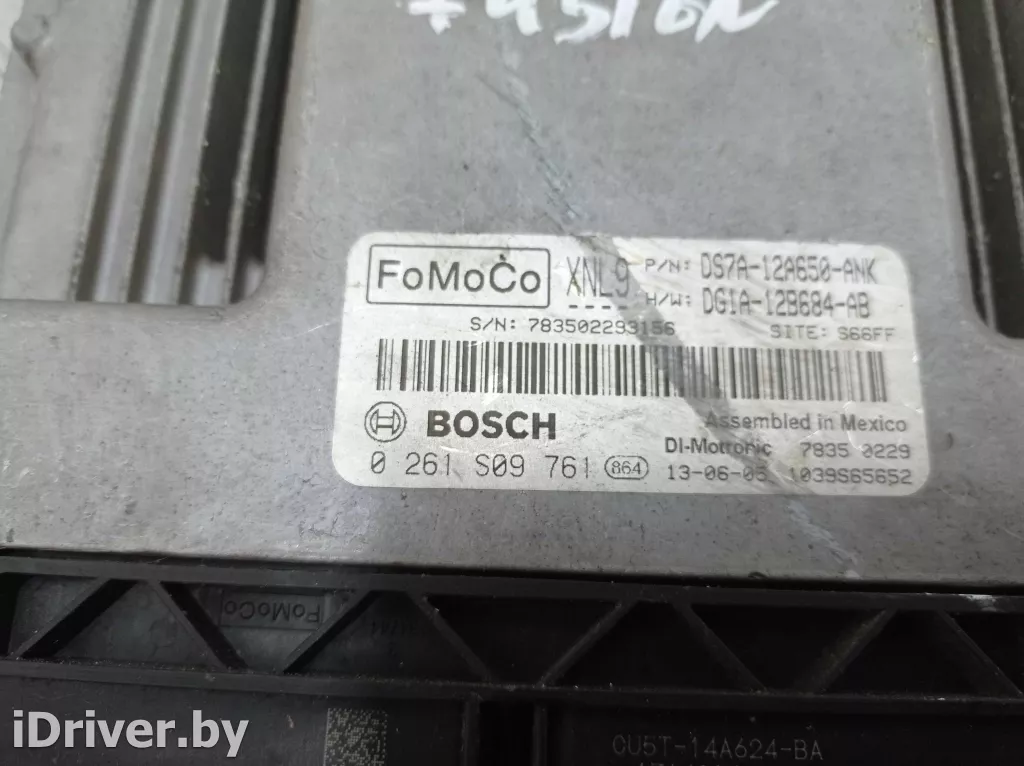 Fusion
FoMoCo XNL9 P/N: DS7A-12A650-ANK
H/W: DG1A-12B684-AB
S/N: 783502293156 SITE: S66FF
BOSCH Assembled in Mexico
DI-Motronic 7835 0229
0 261 S09 761 864 13-06-05 1039S65652
FoMoCo
iDriver.by
CU5T-14A624-BA